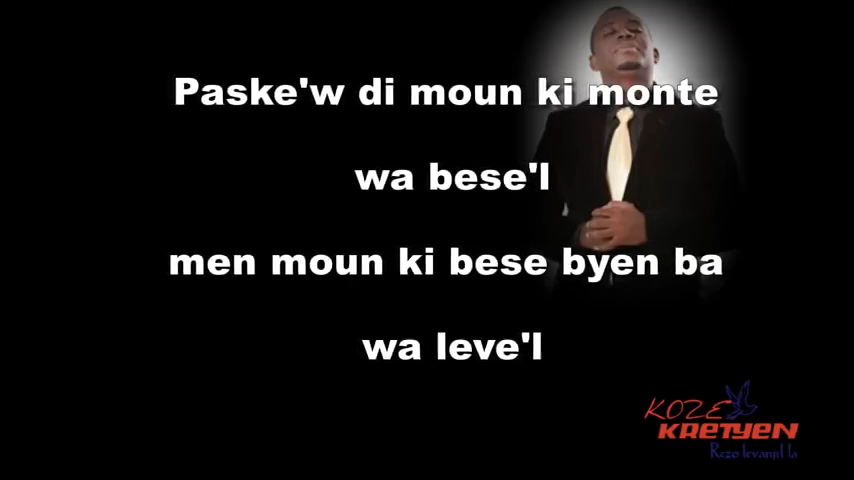 Paske'w di moun ki monte
wa bese'l
men moun ki bese byen ba
wa leve'l
KOZE
KRETYEN
Rezo levanjil la